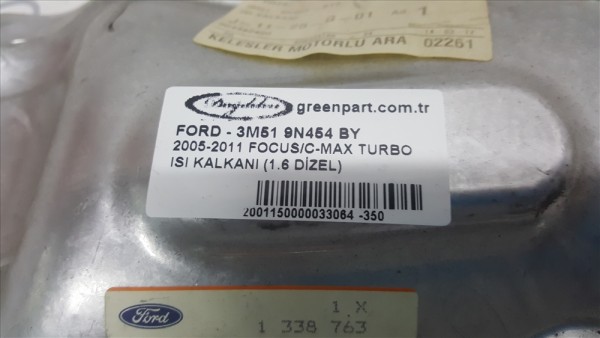 KELESLER MOTORLU ARA 02261
greenpart.com.tr
FORD - 3M51 9N454 BY
2005-2011 FOCUS/C-MAX TURBO
ISI KALKANI (1.6 DİZEL)
2001150000033064 -350
Ford
1 X
1 338 763